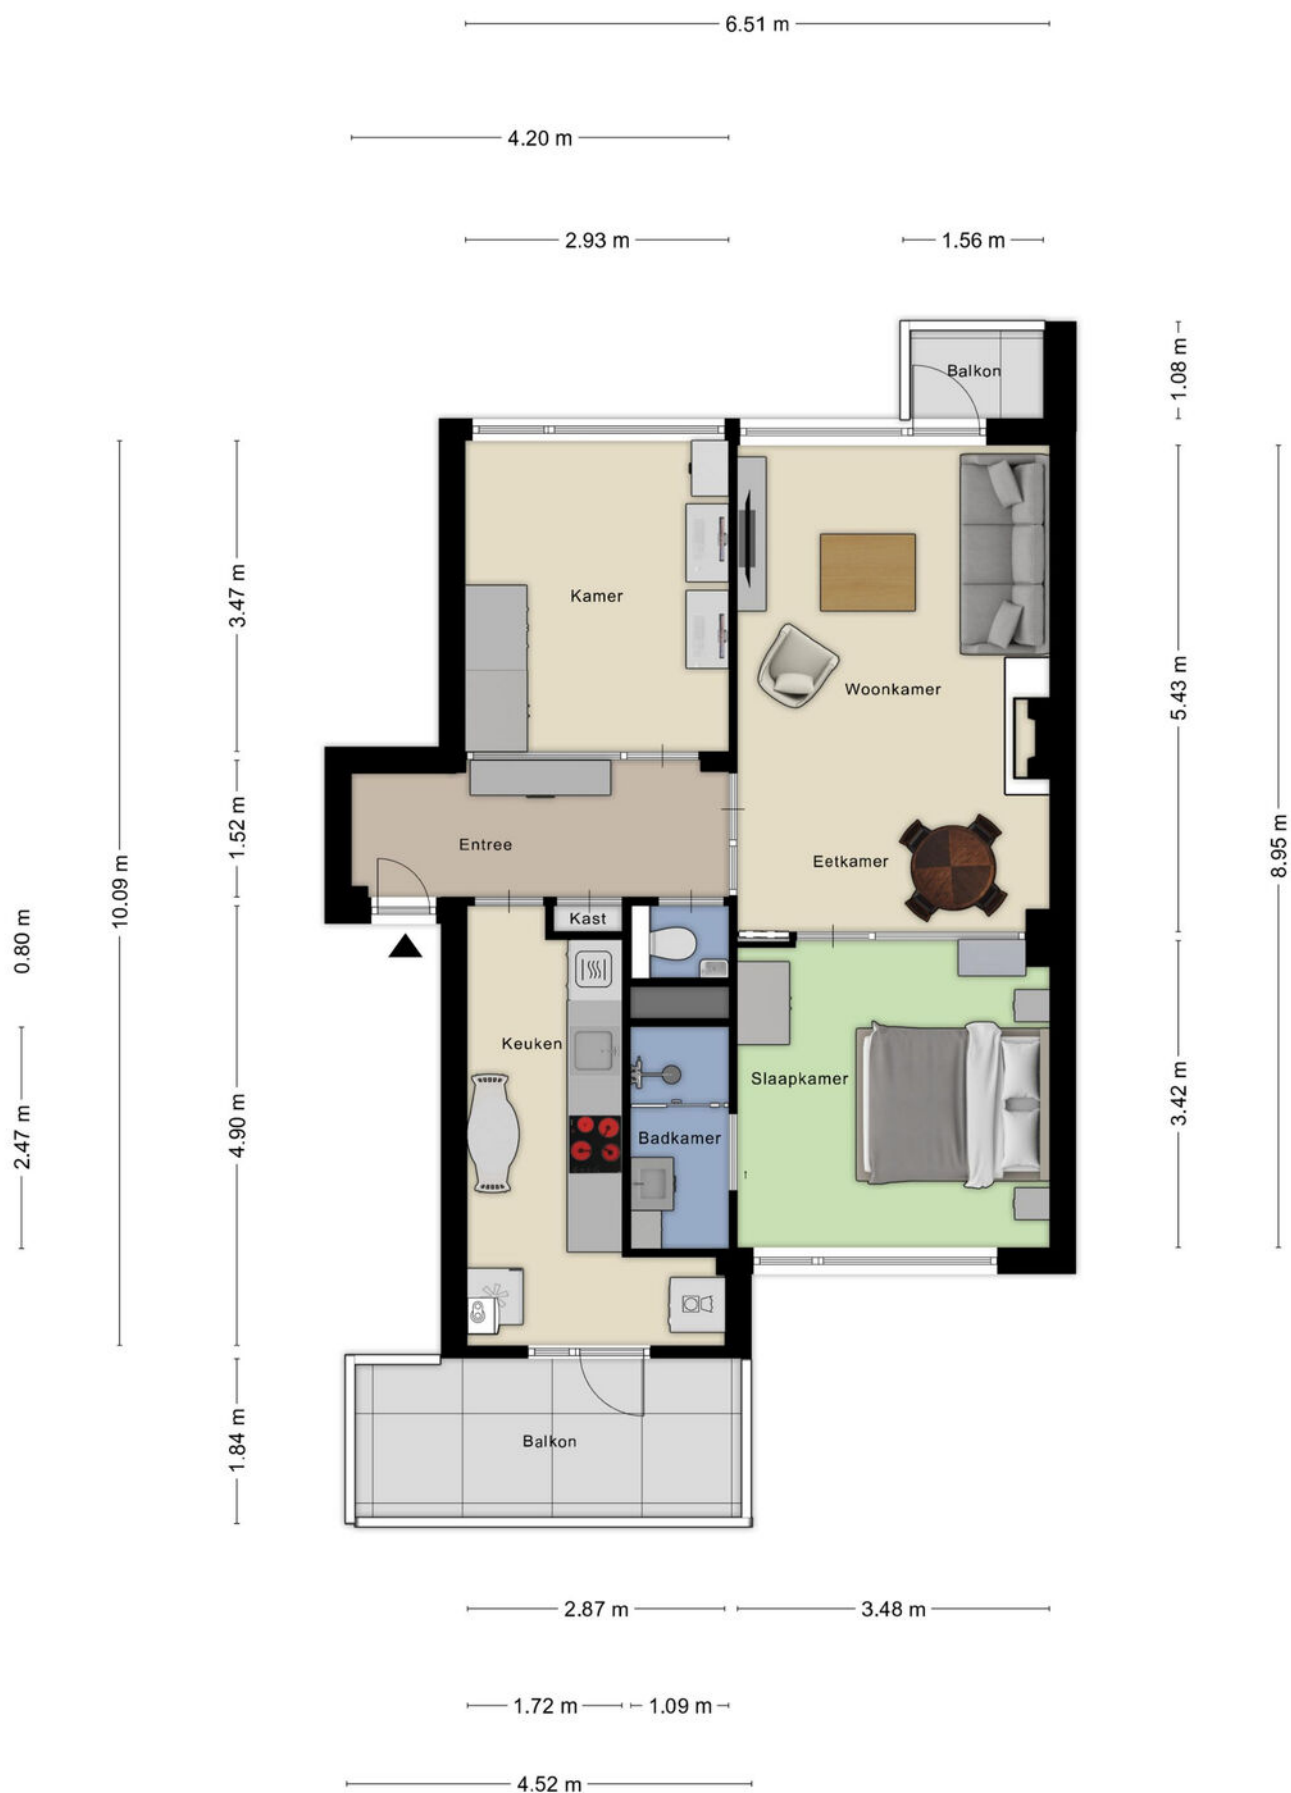 6.51 m
4.20 m
2.93 m
1.56 m
Balkon
1.08 m
3.47 m
Kamer
Woonkamer
5.43 m
1.52 m
Entree
Eetkamer
10.09 m
8.95 m
0.80 m
Kast
Keuken
Slaapkamer
Badkamer
2.47 m
4.90 m
3.42 m
Balkon
1.84 m
2.87 m
3.48 m
1.72 m
1.09 m
4.52 m